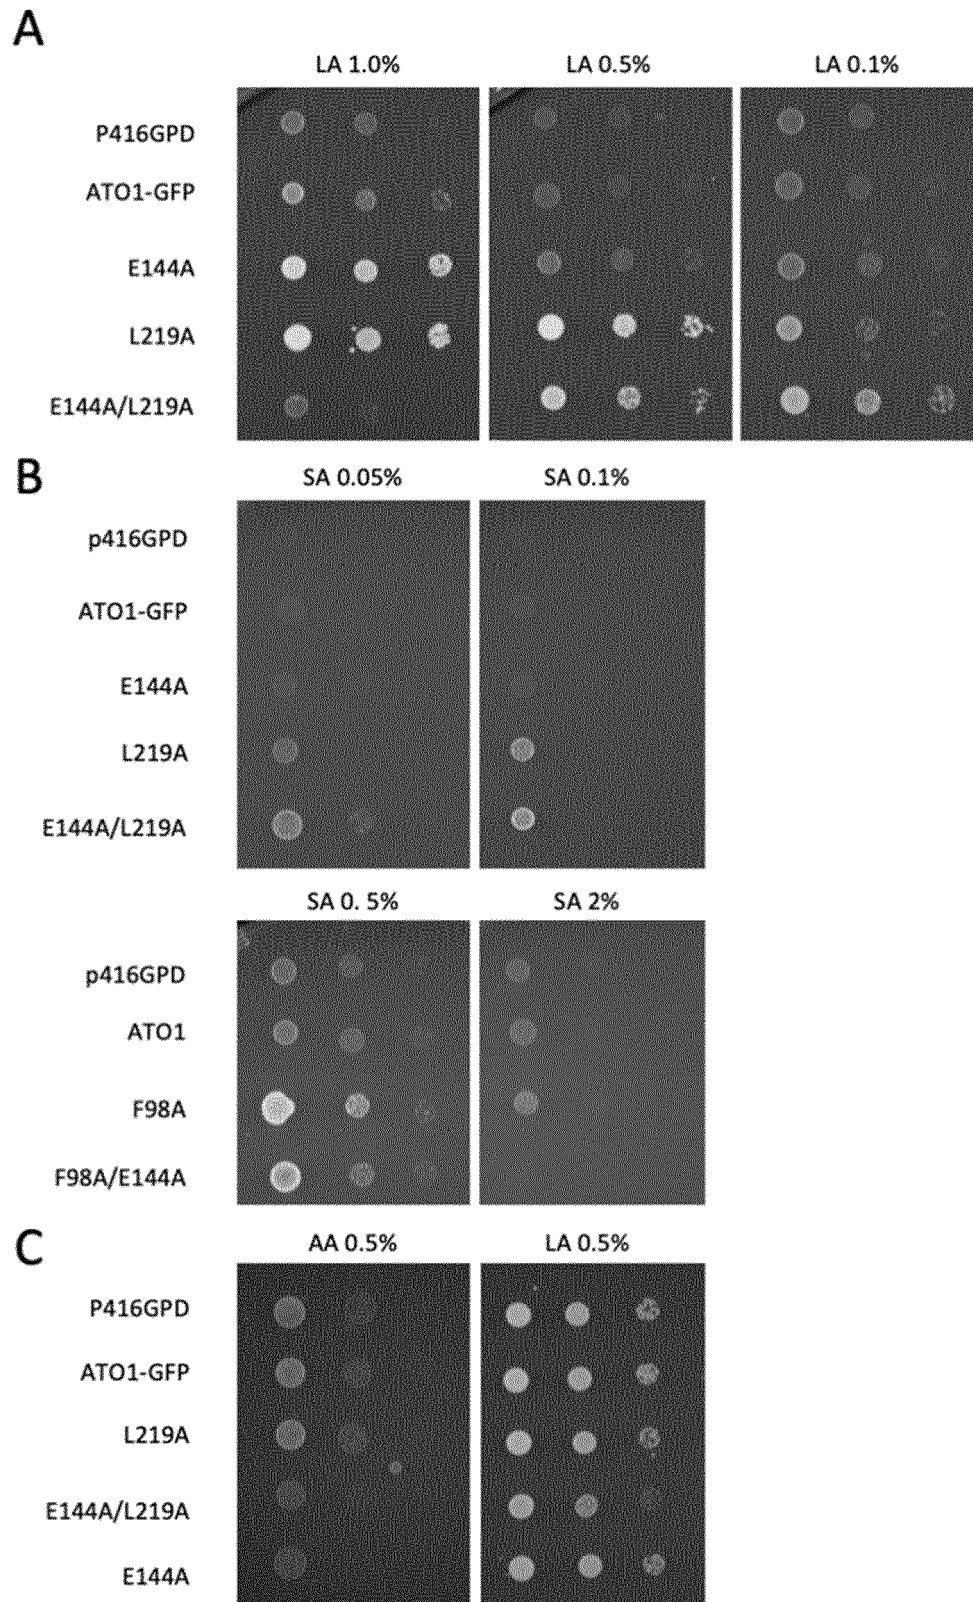 A
LA 1.0% LA 0.5% LA 0.1%
P416GPD
ATO1-GFP
E144A
L219A
E144A/L219A
B
SA 0.05% SA 0.1%
p416GPD
ATO1-GFP
E144A
L219A
E144A/L219A
SA 0. 5% SA 2%
p416GPD
ATO1
F98A
F98A/E144A
C
AA 0.5% LA 0.5%
P416GPD
ATO1-GFP
L219A
E144A/L219A
E144A